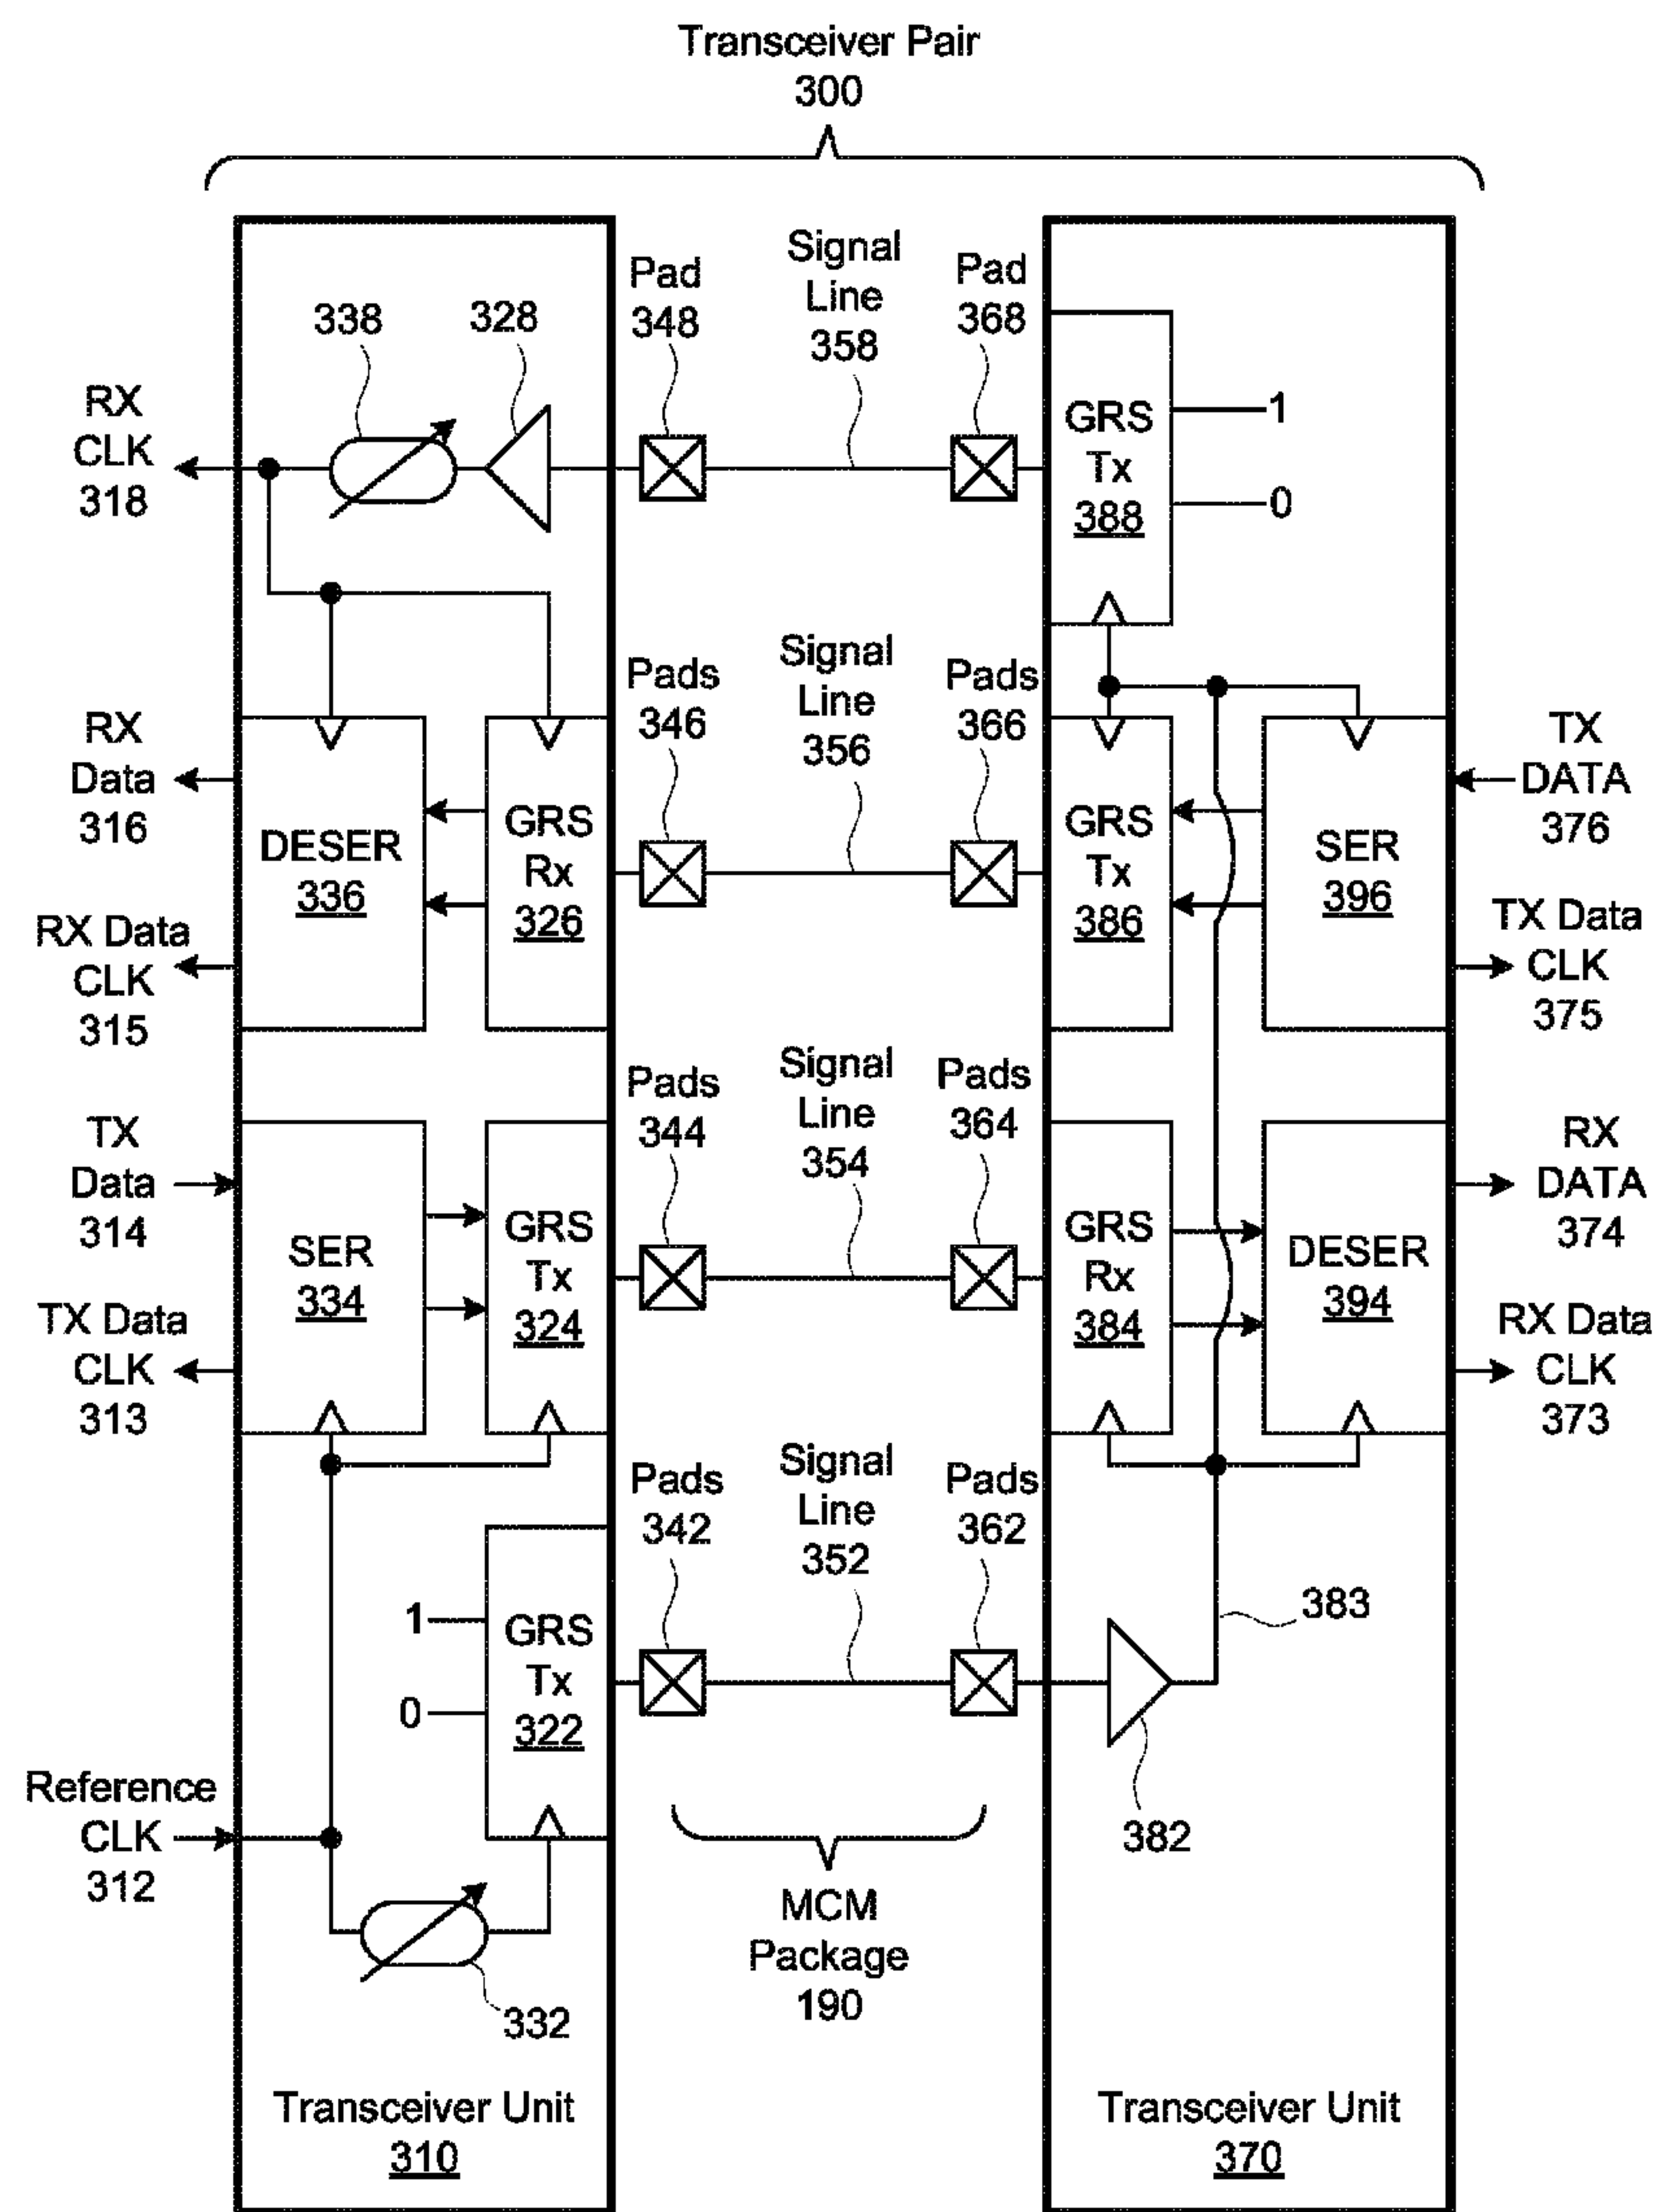 Transceiver Pair
300
338
328
Pad
348
Signal
Line
358
Pad
368
RX
CLK
318
GRS
Tx
388
1
0
Pads
346
Signal
Line
356
Pads
366
RX
Data
316
DESER
336
GRS
Rx
326
GRS
Tx
386
SER
396
TX
DATA
376
RX Data
CLK
315
TX Data
CLK
375
Pads
344
Signal
Line
354
Pads
364
TX
Data
314
SER
334
GRS
Tx
324
GRS
Rx
384
DESER
394
RX
DATA
374
TX Data
CLK
313
RX Data
CLK
373
Pads
342
Signal
Line
352
Pads
362
1
0
GRS
Tx
322
383
382
Reference
CLK
312
332
MCM
Package
190
Transceiver Unit
310
Transceiver Unit
370